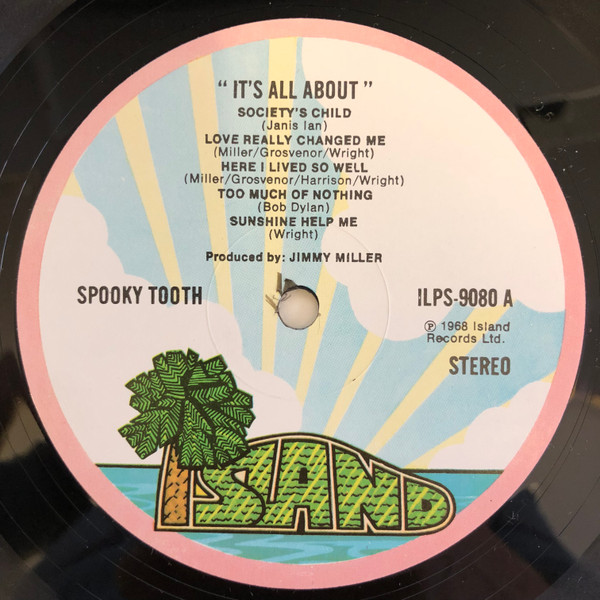 “ IT'S ALL ABOUT ”
SOCIETY'S CHILD
(Janis Ian)
LOVE REALLY CHANGED ME
(Miller/Grosvenor/Wright)
HERE I LIVED SO WELL
(Miller/Grosvenor/Harrison/Wright)
TOO MUCH OF NOTHING
(Bob Dylan)
SUNSHINE HELP ME
(Wright)
Produced by: JIMMY MILLER
SPOOKY TOOTH
ILPS-9080 A
℗ 1968 Island
Records Ltd.
STEREO
ISLAND